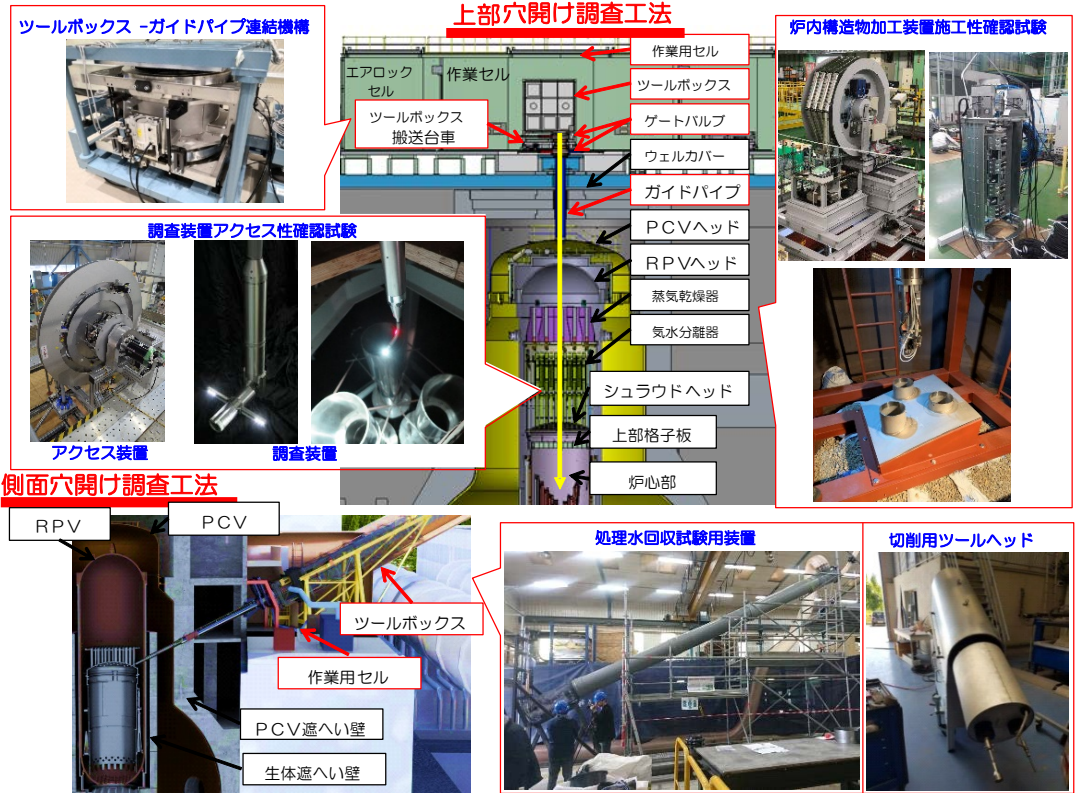 上部穴開け調査工法
ツールボックス －ガイドパイプ連結機構
エアロック
セル
作業セル
ツールボックス
搬送台車
作業用セル
ツールボックス
ゲートバルブ
ウェルカバー
ガイドパイプ
ＰＣＶヘッド
ＲＰＶヘッド
蒸気乾燥器
気水分離器
シュラウドヘッド
上部格子板
炉心部
炉内構造物加工装置施工性確認試験
調査装置アクセス性確認試験
アクセス装置
調査装置
側面穴開け調査工法
ＲＰＶ
ＰＣＶ
ツールボックス
作業用セル
ＰＣＶ遮へい壁
生体遮へい壁
処理水回収試験用装置
切削用ツールヘッド